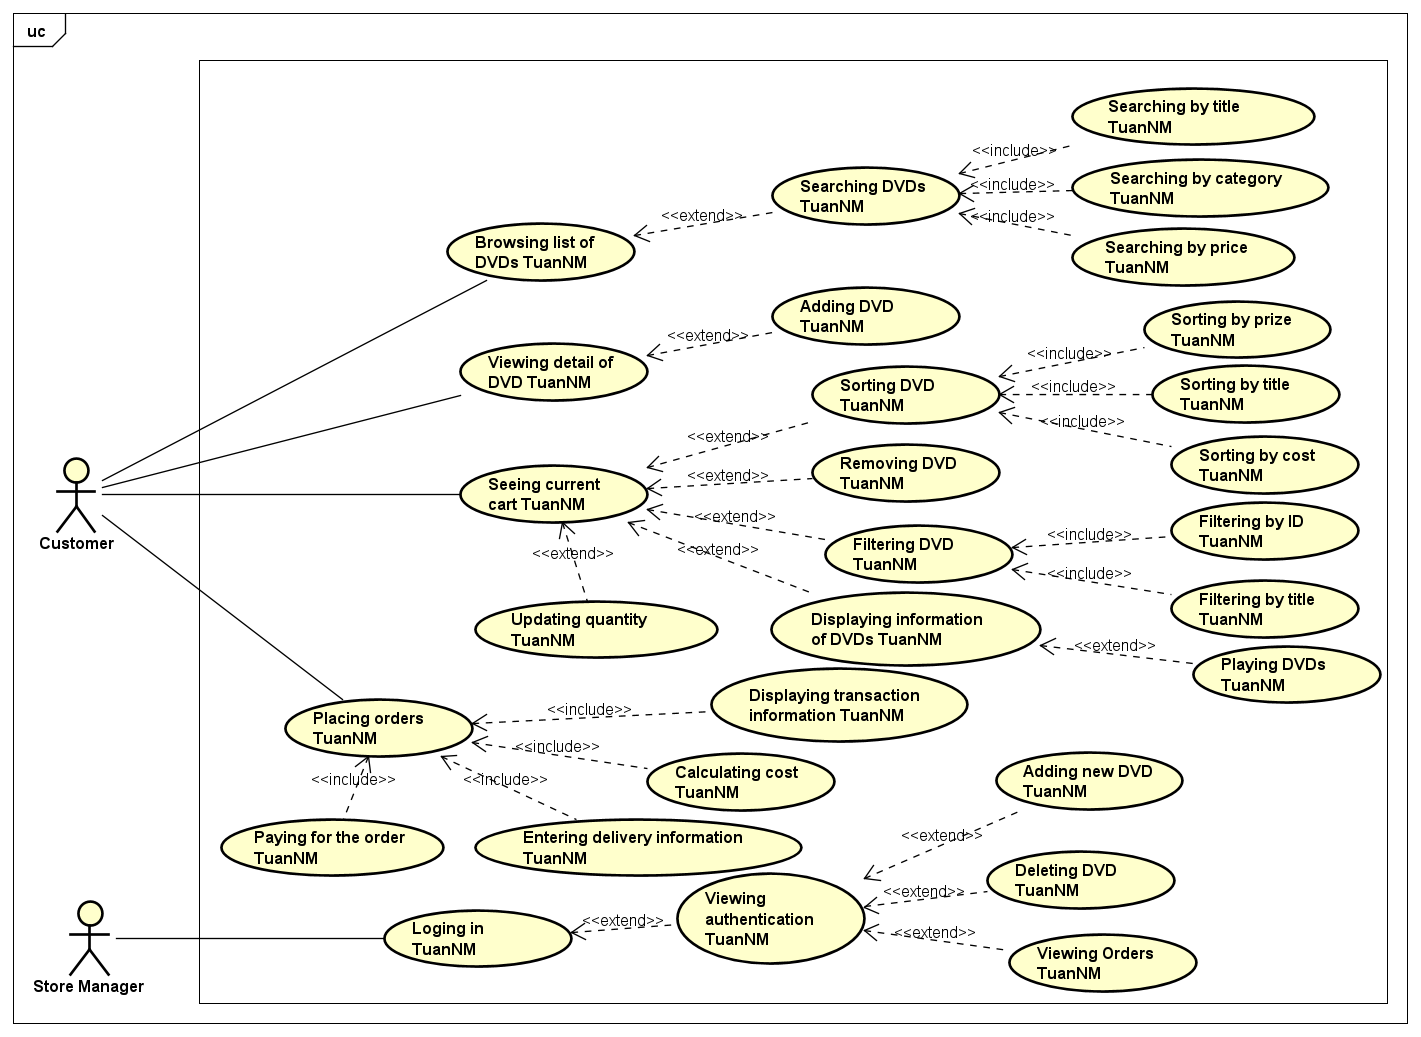 uc
Searching by title
TuanNM
<<include>>
Searching DVDs
TuanNM
<<include>>
Searching by category
TuanNM
<<include>>
Searching by price
TuanNM
<<extend>>
Browsing list of
DVDs TuanNM
Adding DVD
TuanNM
<<extend>>
Viewing detail of
DVD TuanNM
Sorting by prize
TuanNM
<<include>>
Sorting DVD
TuanNM
<<include>>
Sorting by title
TuanNM
<<include>>
Sorting by cost
TuanNM
<<extend>>
Removing DVD
TuanNM
<<extend>>
Seeing current
cart TuanNM
<<extend>>
Filtering DVD
TuanNM
<<include>>
Filtering by ID
TuanNM
<<include>>
Filtering by title
TuanNM
Customer
<<extend>>
<<extend>>
Updating quantity
TuanNM
Displaying information
of DVDs TuanNM
<<extend>>
Playing DVDs
TuanNM
Placing orders
TuanNM
<<include>>
Displaying transaction
information TuanNM
<<include>>
Calculating cost
TuanNM
<<include>>
<<include>>
Paying for the order
TuanNM
Entering delivery information
TuanNM
Adding new DVD
TuanNM
<<extend>>
Deleting DVD
TuanNM
<<extend>>
Viewing
authentication
TuanNM
<<extend>>
Loging in
TuanNM
<<extend>>
Viewing Orders
TuanNM
Store Manager